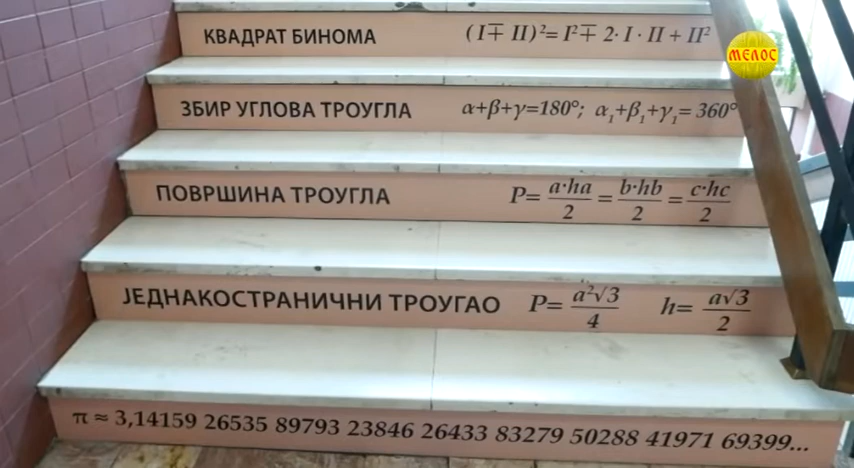 КВАДРАТ БИНОМА (I∓ II)²= I²∓ 2·I·II + II²
МЕЛОС
ЗБИР УГЛОВА ТРОУГЛА α+β+γ=180°; α₁+β₁+γ₁= 360°
ПОВРШИНА ТРОУГЛА P= a·ha/2 = b·hb/2 = c·hc/2
ЈЕДНАКОСТРАНИЧНИ ТРОУГАО P= a²√3/4 h= a√3/2
π ≈ 3,14159 26535 89793 23846 26433 83279 50288 41971 69399...